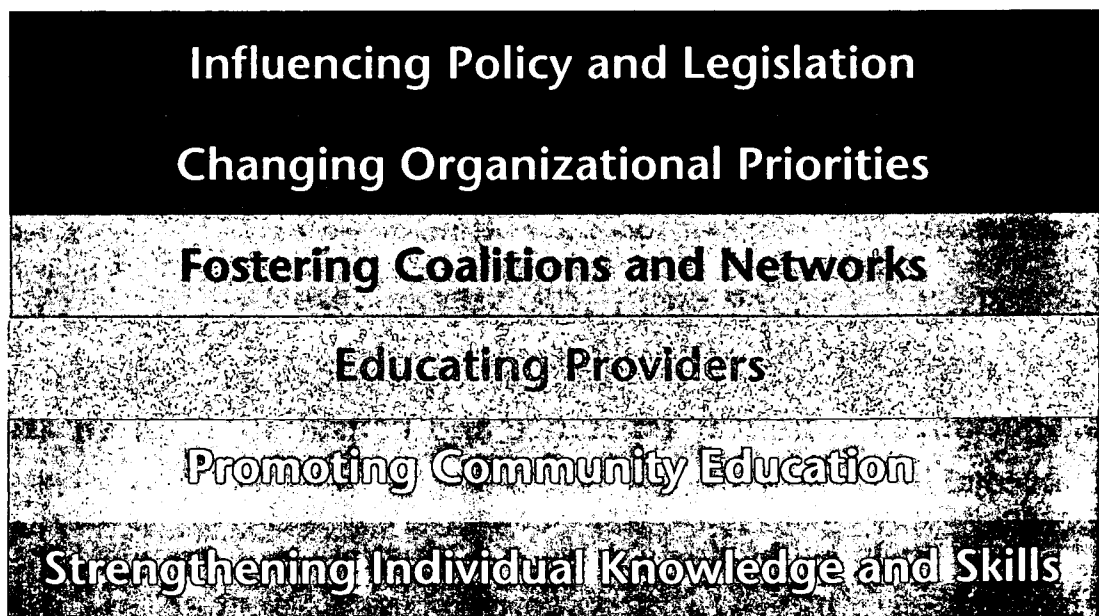 Influencing Policy and Legislation
Changing Organizational Priorities
Fostering Coalitions and Networks
Educating Providers
Promoting Community Education
Strengthening Individual Knowledge and Skills